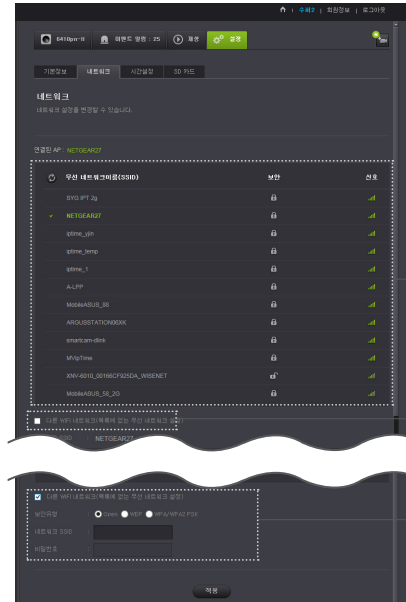 수퍼2 | 회원정보 | 로그아웃
6410pn-II 이벤트 알람 : 25 재생 설정
기본정보 네트워크 시간설정 SD 카드
네트워크
네트워크 설정을 변경할 수 있습니다.
연결된 AP : NETGEAR27
무선 네트워크이름(SSID) 보안 신호
SYG IPT 2g
NETGEAR27
iptime_yjin
iptime_temp
iptime_1
A-LPP
MobileASUS_88
ARGUSSTATION06XK
smartcam-dlink
MVipTime
XNV-6010_00166CF925DA_WISENET
MobileASUS_58_2G
다른 WIFI 네트워크(목록에 없는 무선 네트워크 설정)
SSID : NETGEAR27
다른 WIFI 네트워크(목록에 없는 무선 네트워크 설정)
보안유형 : Open WEP WPA/WPA2 PSK
네트워크 SSID :
비밀번호 :
적용